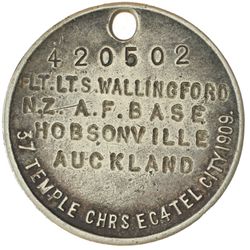 420502
FLT.LT.S.WALLINGFORD
N.Z. A.F. BASE
HOBSONVILLE
AUCKLAND
37 TEMPLE CHRS EC4 TEL. CITY 1909.